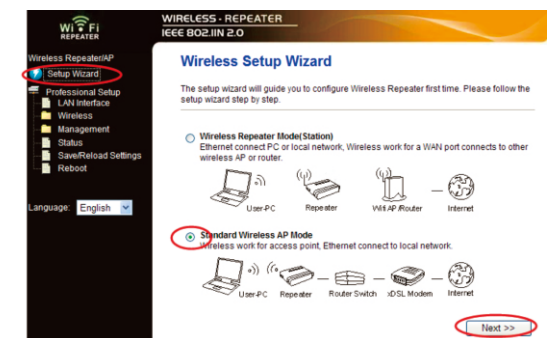 Wi Fi
REPEATER
WIRELESS - REPEATER
IEEE 802.11N 2.0
Wireless Repeater/AP
Setup Wizard
Professional Setup
LAN Interface
Wireless
Management
Status
Save/Reload Settings
Reboot
Language: English
Wireless Setup Wizard
The setup wizard will guide you to configure Wireless Repeater first time. Please follow the
setup wizard step by step.
Wireless Repeater Mode(Station)
Ethernet connect PC or local network, Wireless work for a WAN port connects to other
wireless AP or router.
User-PC Repeater Wifi AP /Router Internet
Standard Wireless AP Mode
Wireless work for access point, Ethernet connect to local network.
User-PC Repeater Router Switch xDSL Modem Internet
Next >>